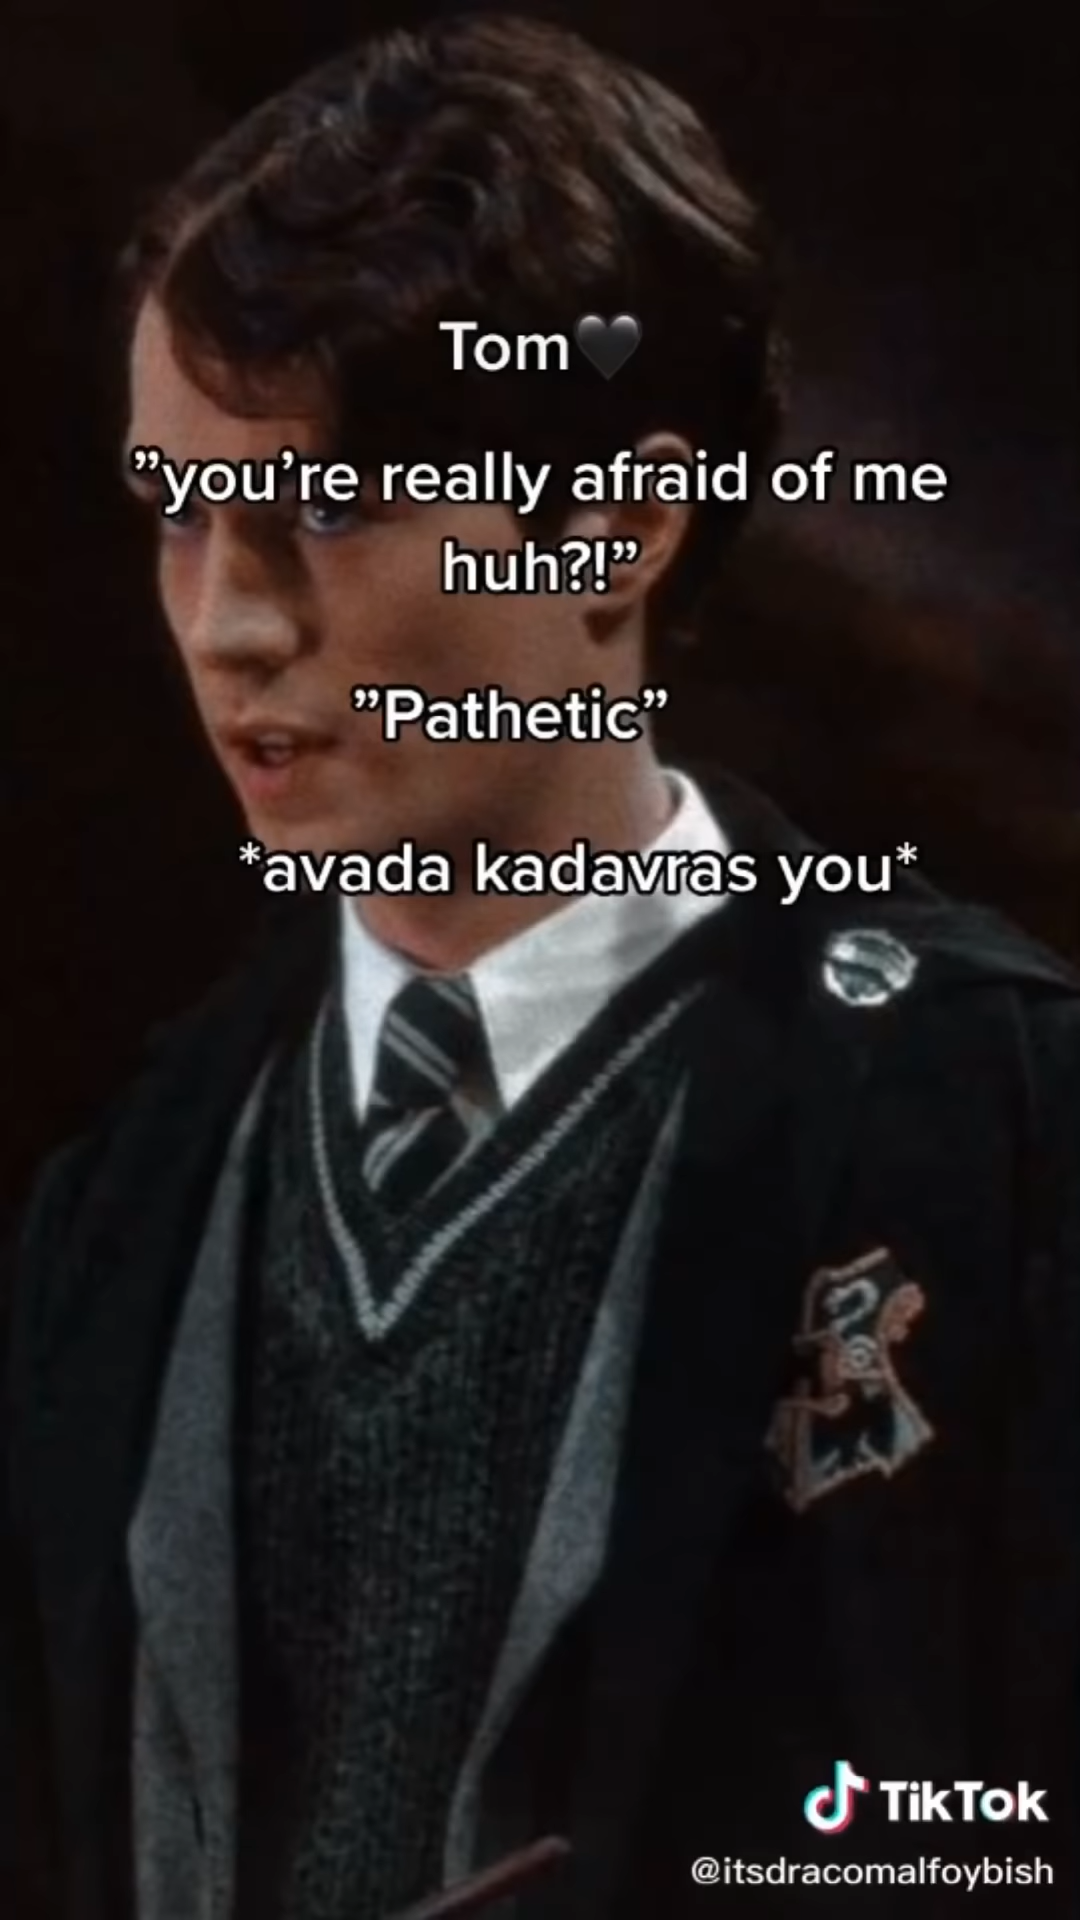 Tom🖤
”you’re really afraid of me
huh?!”
”Pathetic”
*avada kadavras you*
TikTok
@itsdracomalfoybish